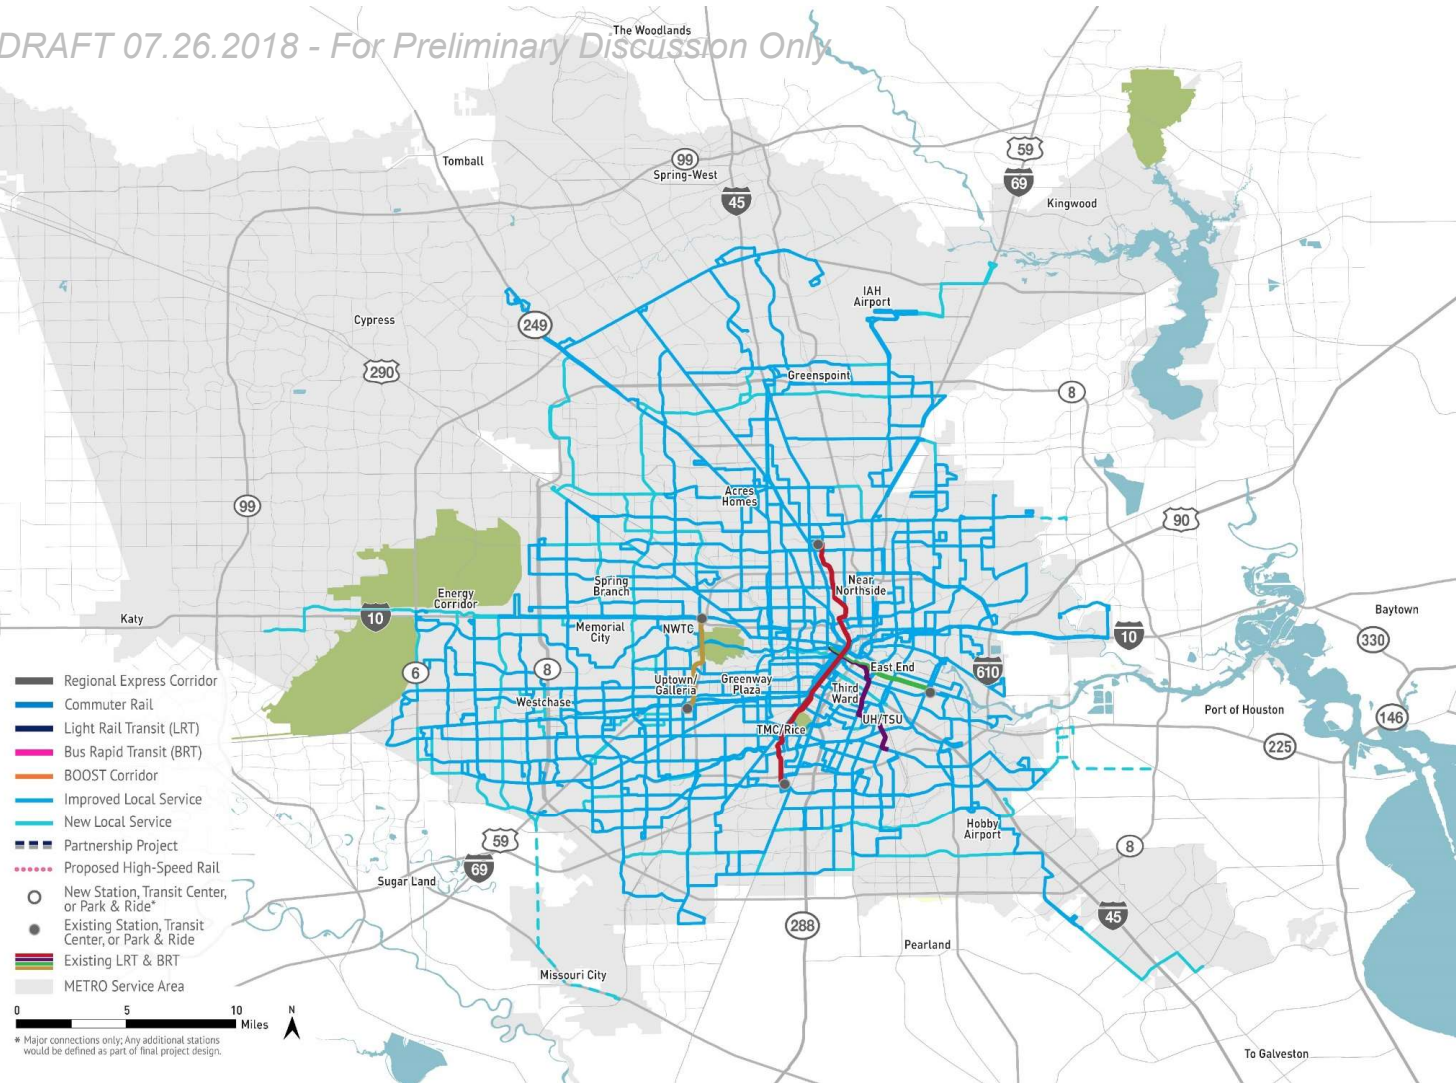 DRAFT 07.26.2018 - For Preliminary Discussion Only
The Woodlands
59
Tomball
99
Spring-West
69
45
Kingwood
IAH
Airport
Cypress
249
290
Greenspoint
8
Acres
Homes
99
90
Near
Northside
Spring
Branch
Energy
Corridor
Katy
10
Memorial
City
NWTC
Baytown
10
330
East End
610
6
8
Uptown/
Galleria
Greenway
Plaza
Third
Ward
Westchase
Port of Houston
146
UH/TSU
TMC/Rice
225
Hobby
Airport
59
8
69
Sugar Land
45
288
Pearland
Missouri City
To Galveston
Regional Express Corridor
Commuter Rail
Light Rail Transit (LRT)
Bus Rapid Transit (BRT)
BOOST Corridor
Improved Local Service
New Local Service
Partnership Project
Proposed High-Speed Rail
New Station, Transit Center,
or Park & Ride*
Existing Station, Transit
Center, or Park & Ride
Existing LRT & BRT
METRO Service Area
0 5 10
Miles
N
* Major connections only; Any additional stations
would be defined as part of final project design.